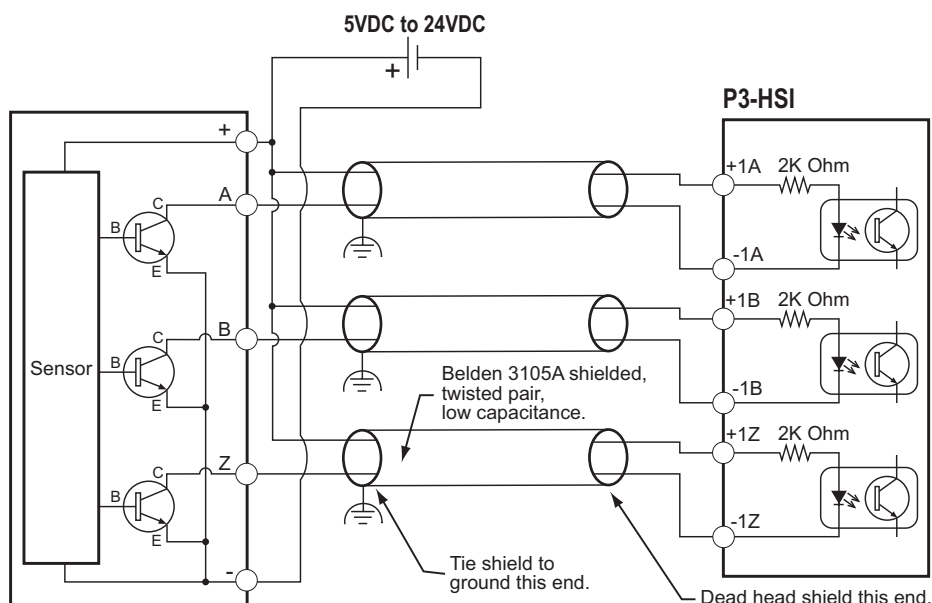 5VDC to 24VDC
+
P3-HSI
+
+1A 2K Ohm
A
C
B
E
-1A
+1B 2K Ohm
B
C
B
E
Sensor
Belden 3105A shielded,
twisted pair,
low capacitance.
-1B
+1Z 2K Ohm
Z
C
B
E
-1Z
-
Tie shield to
ground this end.
Dead head shield this end.